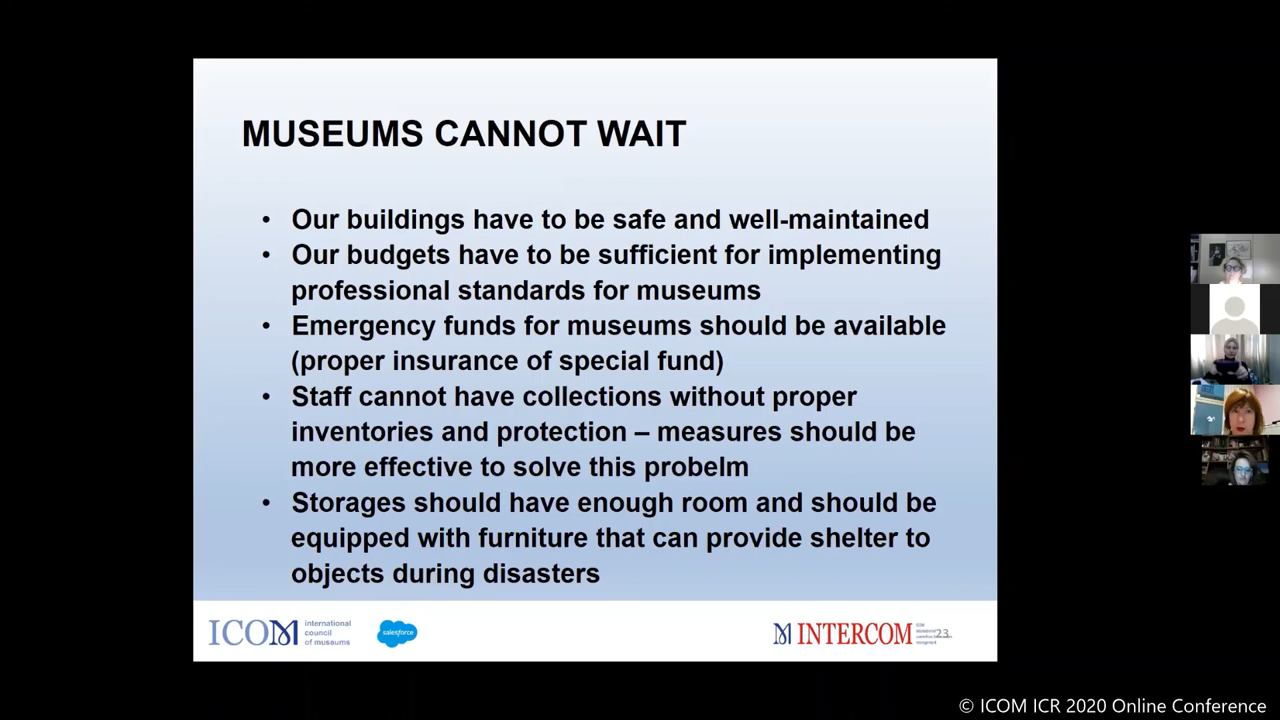 MUSEUMS CANNOT WAIT
• Our buildings have to be safe and well-maintained
• Our budgets have to be sufficient for implementing
professional standards for museums
• Emergency funds for museums should be available
(proper insurance of special fund)
• Staff cannot have collections without proper
inventories and protection – measures should be
more effective to solve this probelm
• Storages should have enough room and should be
equipped with furniture that can provide shelter to
objects during disasters
ICOM international
council
of museums
salesforce
INTERCOM
23
© ICOM ICR 2020 Online Conference